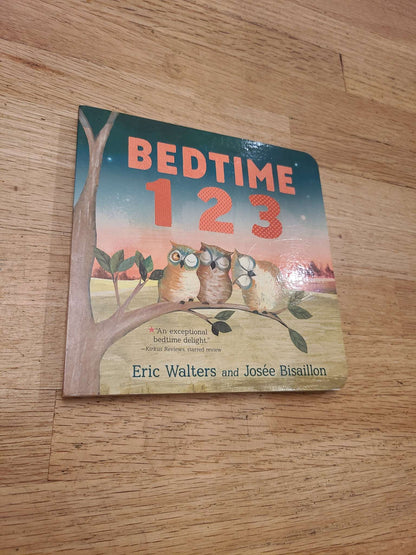 BEDTIME
1 2 3
★ "An exceptional
bedtime delight."
—Kirkus Reviews, starred review
Eric Walters and Josée Bisaillon